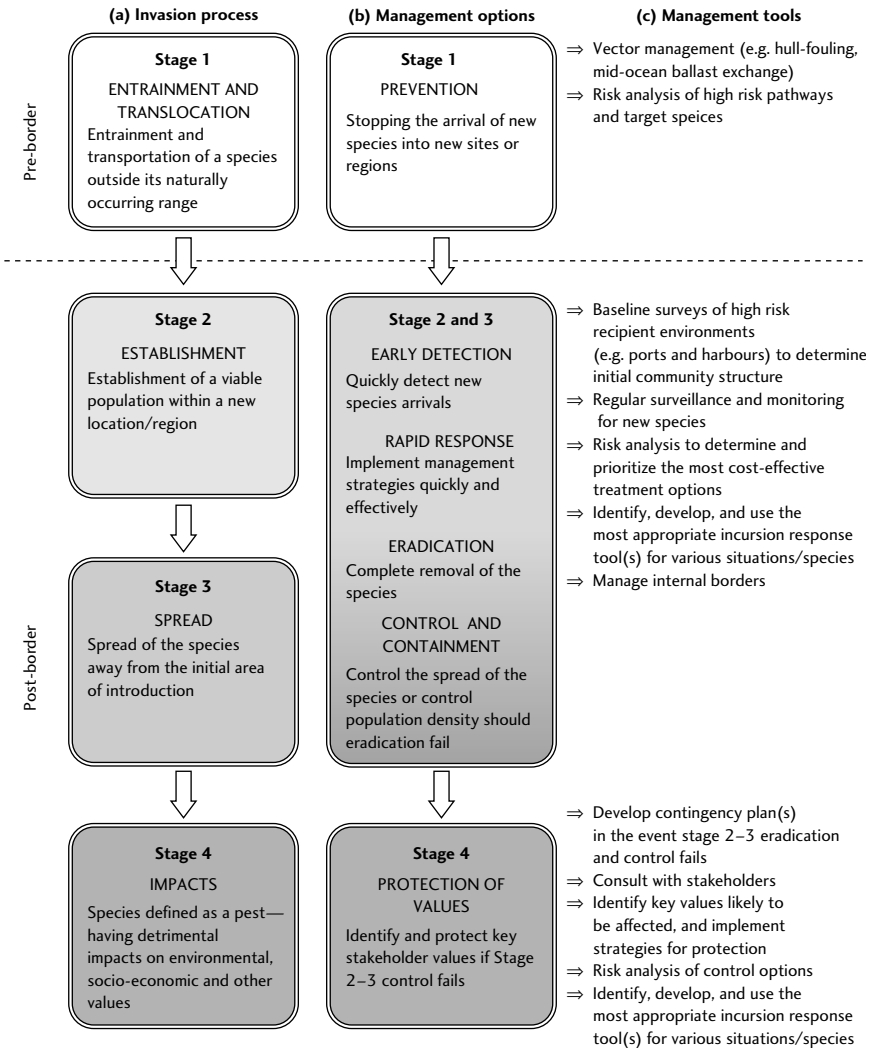 (a) Invasion process
(b) Management options
(c) Management tools
Pre-border
Stage 1
ENTRAINMENT AND
TRANSLOCATION
Entrainment and
transportation of a species
outside its naturally
occurring range
Stage 1
PREVENTION
Stopping the arrival of new
species into new sites or
regions
⇒ Vector management (e.g. hull-fouling,
mid-ocean ballast exchange)
⇒ Risk analysis of high risk pathways
and target speices
Post-border
Stage 2
ESTABLISHMENT
Establishment of a viable
population within a new
location/region
Stage 3
SPREAD
Spread of the species
away from the initial area
of introduction
Stage 2 and 3
EARLY DETECTION
Quickly detect new
species arrivals
RAPID RESPONSE
Implement management
strategies quickly and
effectively
ERADICATION
Complete removal of the
species
CONTROL AND
CONTAINMENT
Control the spread of the
species or control
population density should
eradication fail
⇒ Baseline surveys of high risk
recipient environments
(e.g. ports and harbours) to determine
initial community structure
⇒ Regular surveillance and monitoring
for new species
⇒ Risk analysis to determine and
prioritize the most cost-effective
treatment options
⇒ Identify, develop, and use the
most appropriate incursion response
tool(s) for various situations/species
⇒ Manage internal borders
Stage 4
IMPACTS
Species defined as a pest—
having detrimental
impacts on environmental,
socio-economic and other
values
Stage 4
PROTECTION OF
VALUES
Identify and protect key
stakeholder values if Stage
2–3 control fails
⇒ Develop contingency plan(s)
in the event stage 2–3 eradication
and control fails
⇒ Consult with stakeholders
⇒ Identify key values likely to
be affected, and implement
strategies for protection
⇒ Risk analysis of control options
⇒ Identify, develop, and use the
most appropriate incursion response
tool(s) for various situations/species